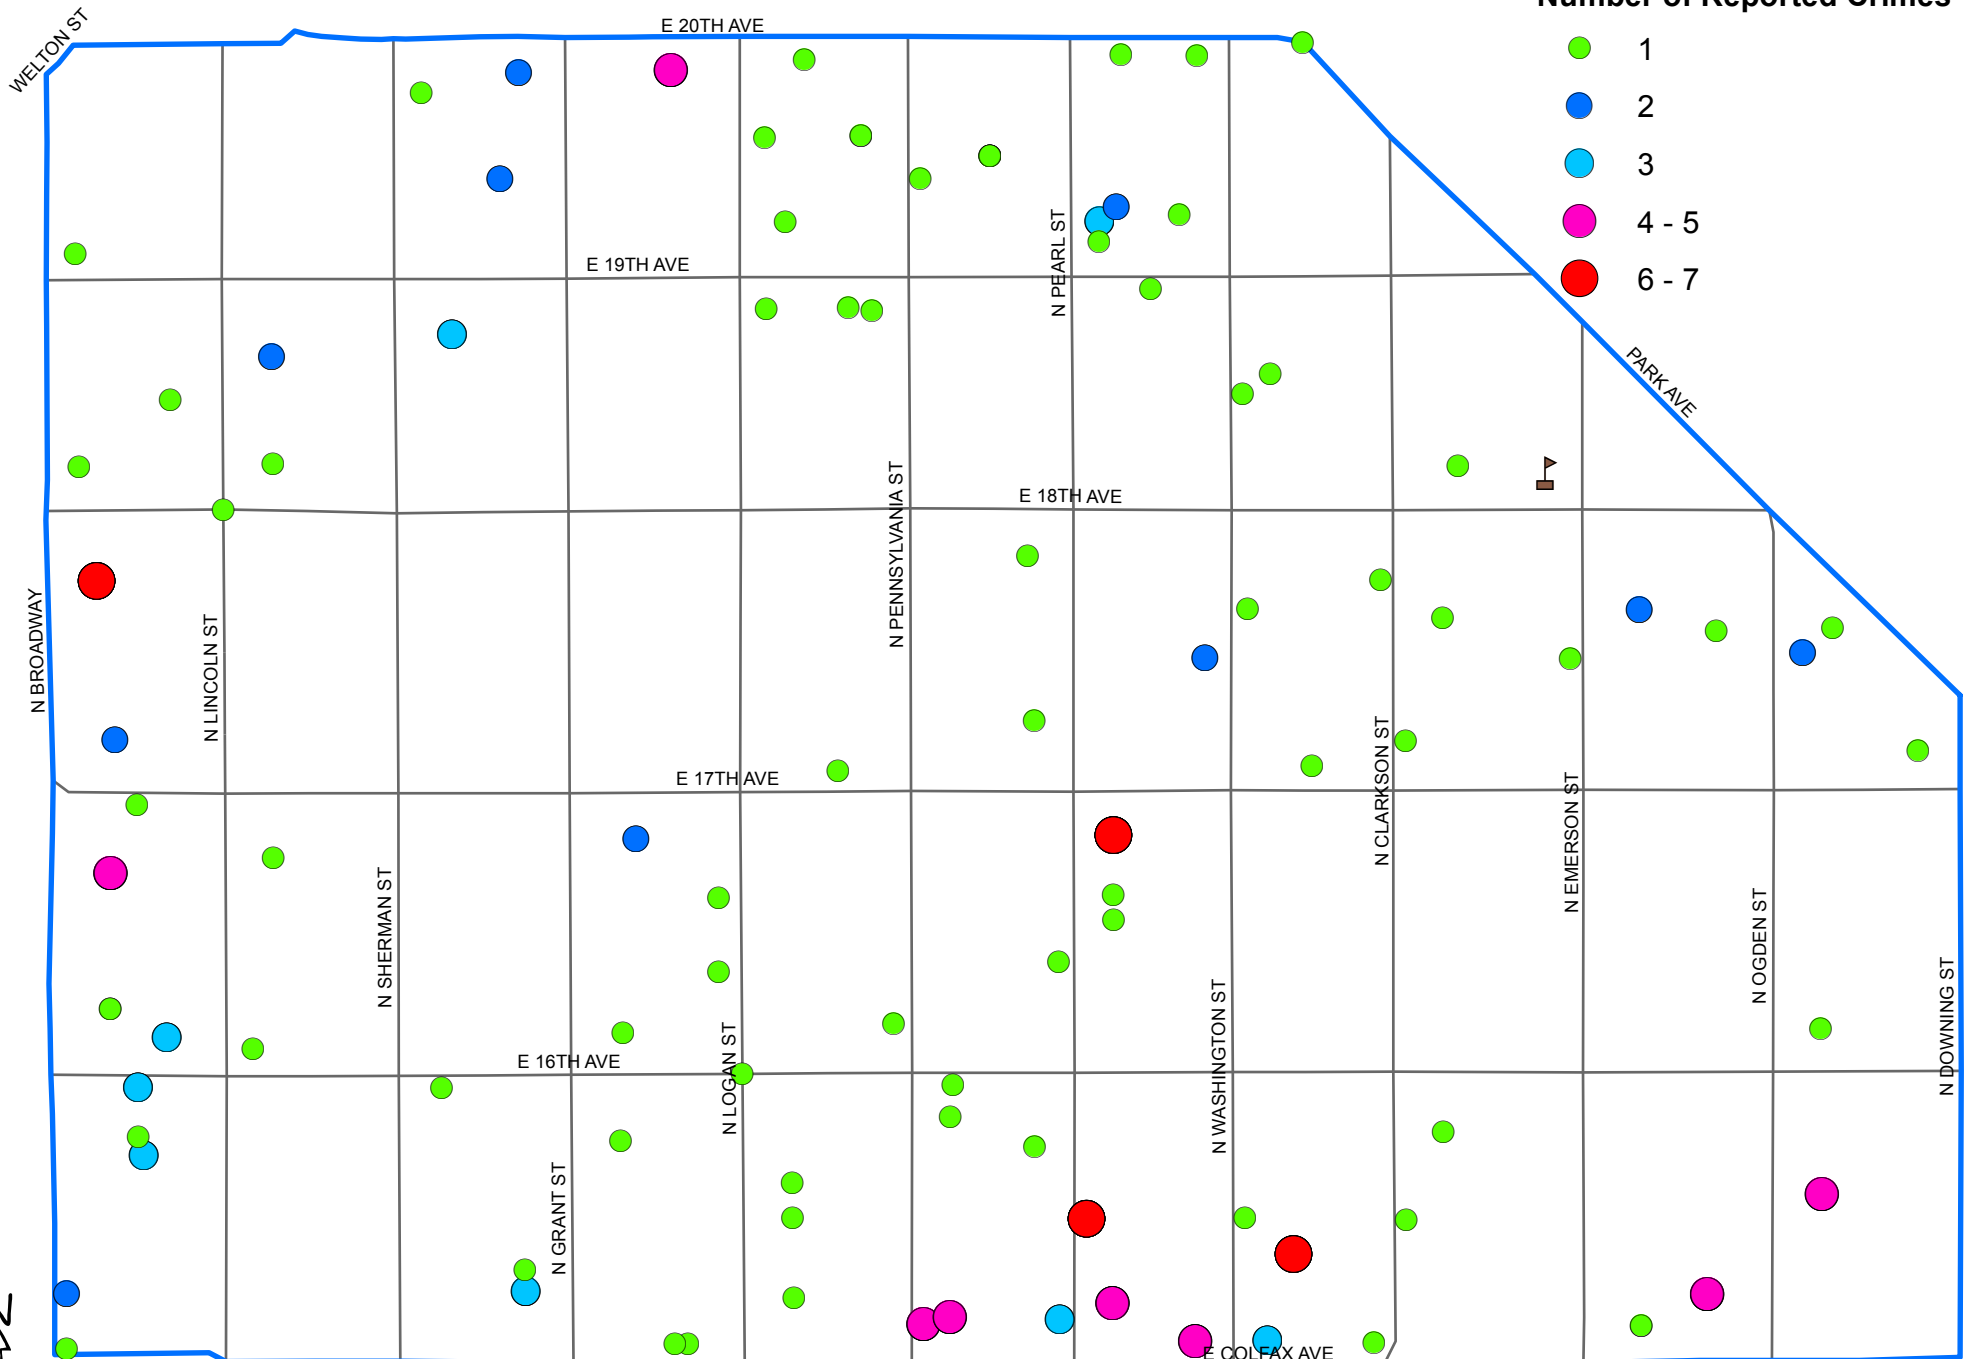 Number of Reported Crimes
1
2
3
4 - 5
6 - 7
WELTON ST
E 20TH AVE
N PEARL ST
E 19TH AVE
PARK AVE
N PENNSYLVANIA ST
E 18TH AVE
N BROADWAY
N LINCOLN ST
N CLARKSON ST
E 17TH AVE
N EMERSON ST
N SHERMAN ST
N OGDEN ST
N DOWNING ST
N WASHINGTON ST
N LOGAN ST
E 16TH AVE
N GRANT ST
E COLFAX AVE